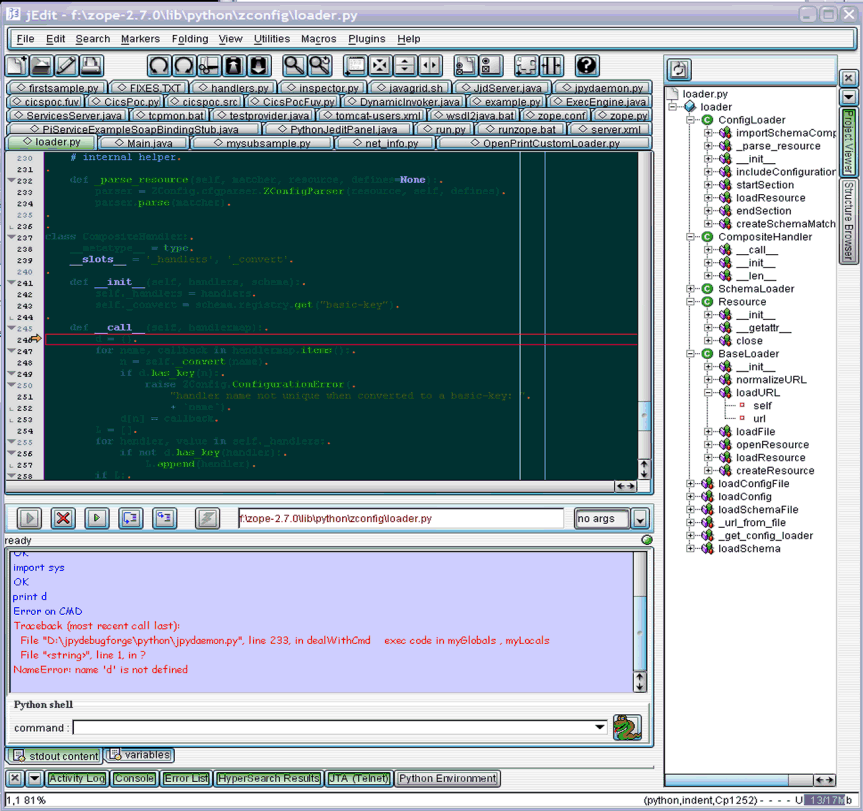 jEdit - f:\zope-2.7.0\lib\python\zconfig\loader.py
File Edit Search Markers Folding View Utilities Macros Plugins Help
firstsample.py FIXES.TXT handlers.py inspector.py javagrid.sh JjdServer.java jpydaemon.py
cicspoc.fuv CicsPoc.py cicspoc.src CicsPocFuv.py DynamicInvoker.java example.py ExecEngine.java
ServicesServer.java tcpmon.bat testprovider.java tomcat-users.xml wsdl2java.bat zope.conf zope.py
PiServiceExampleSoapBindingStub.java PythonJeditPanel.java run.py runzope.bat server.xml
loader.py Main.java mysubsample.py net_info.py OpenPrintCustomLoader.java
230 # internal helper.
231 .
232 def _parse_resource(self, matcher, resource, defines=None):.
233 parser = ZConfig.cfgparser.ZConfigParser(resource, self, defines).
234 parser.parse(matcher).
235 .
236 .
237 class CompositeHandler:.
238 __metatype__ = type.
239 __slots__ = '_handlers', '_convert'.
240 .
241 def __init__(self, handlers, schema):.
242 self._handlers = handlers.
243 self._convert = schema.registry.get("basic-key").
244 .
245 def __call__(self, handlermap):.
246 d = {}.
247 for name, callback in handlermap.items():.
248 n = self._convert(name).
249 if d.has_key(n):.
250 raise ZConfig.ConfigurationError(.
251 "handler name not unique when converted to a basic-key: ".
252 + `name`).
253 d[n] = callback.
254 L = [].
255 for handler, value in self._handlers:.
256 if not d.has_key(handler):.
257 L.append(handler).
258 if L:.
f:\zope-2.7.0\lib\python\zconfig\loader.py
no args
ready
OK
import sys
OK
print d
Error on CMD
Traceback (most recent call last):
File "D:\jpydebugforge\python\jpydaemon.py", line 233, in dealWithCmd exec code in myGlobals , myLocals
File "<string>", line 1, in ?
NameError: name 'd' is not defined
Python shell
command :
stdout content variables
Activity Log Console Error List HyperSearch Results JTA (Telnet) Python Environment
1,1 81%
(python,indent,Cp1252) - - - - U 13/17Mb
loader.py
loader
ConfigLoader
importSchemaComp
_parse_resource
__init__
includeConfiguration
startSection
loadResource
endSection
createSchemaMatch
CompositeHandler
__call__
__init__
__len__
SchemaLoader
Resource
__init__
__getattr__
close
BaseLoader
__init__
normalizeURL
loadURL
self
url
loadFile
openResource
loadResource
createResource
loadConfigFile
loadConfig
loadSchemaFile
_url_from_file
_get_config_loader
loadSchema
Project Viewer
Structure Browser